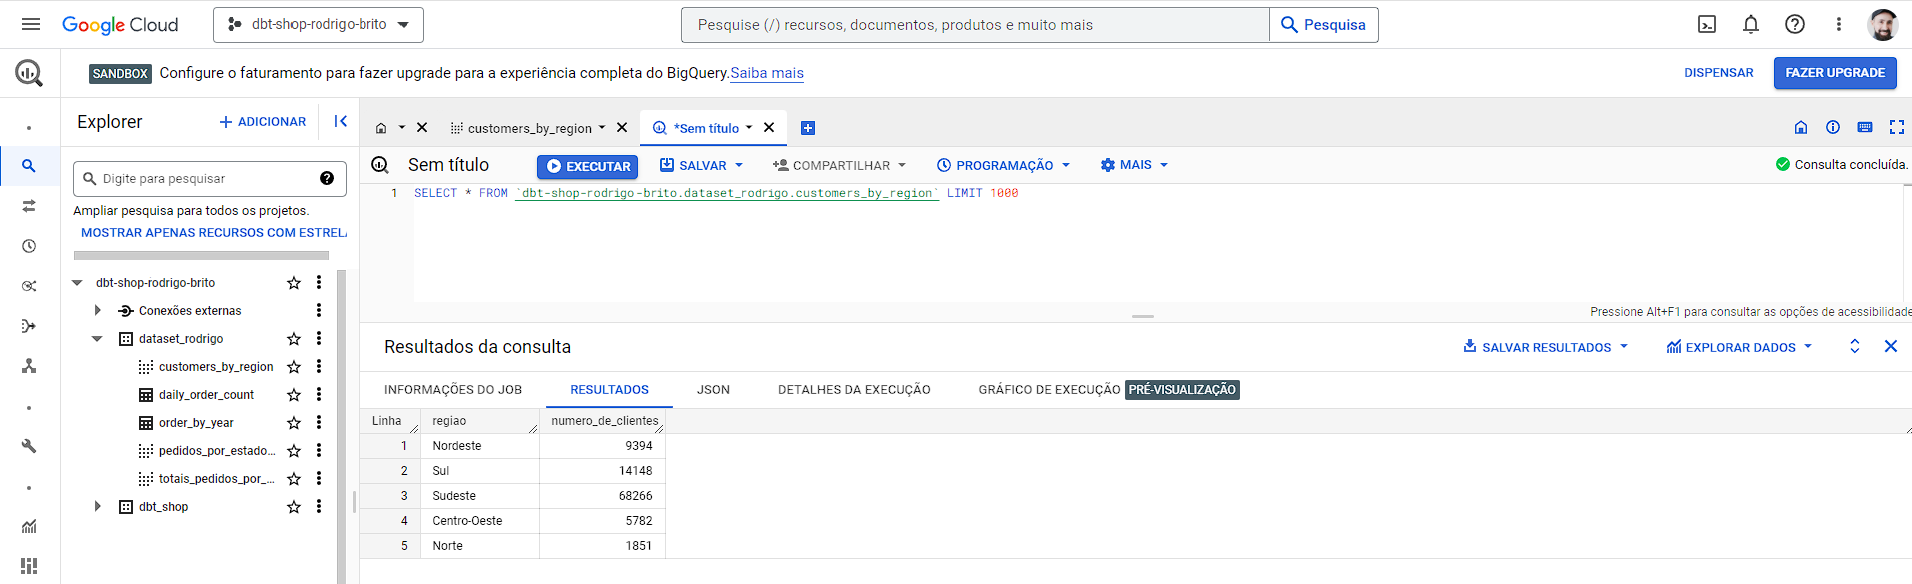 Google Cloud dbt-shop-rodrigo-brito Pesquise (/) recursos, documentos, produtos e muito mais Pesquisa
SANDBOX Configure o faturamento para fazer upgrade para a experiência completa do BigQuery. Saiba mais DISPENSAR FAZER UPGRADE
Explorer + ADICIONAR
Digite para pesquisar
Ampliar pesquisa para todos os projetos.
MOSTRAR APENAS RECURSOS COM ESTREL
dbt-shop-rodrigo-brito
Conexões externas
dataset_rodrigo
customers_by_region
daily_order_count
order_by_year
pedidos_por_estado...
totais_pedidos_por_...
dbt_shop
customers_by_region *Sem título
Sem título EXECUTAR SALVAR COMPARTILHAR PROGRAMAÇÃO MAIS Consulta concluída.
1 SELECT * FROM `dbt-shop-rodrigo-brito.dataset_rodrigo.customers_by_region` LIMIT 1000
Pressione Alt+F1 para consultar as opções de acessibilidade
Resultados da consulta SALVAR RESULTADOS EXPLORAR DADOS
INFORMAÇÕES DO JOB RESULTADOS JSON DETALHES DA EXECUÇÃO GRÁFICO DE EXECUÇÃO PRÉ-VISUALIZAÇÃO
Linha regiao numero_de_clientes
1 Nordeste 9394
2 Sul 14148
3 Sudeste 68266
4 Centro-Oeste 5782
5 Norte 1851